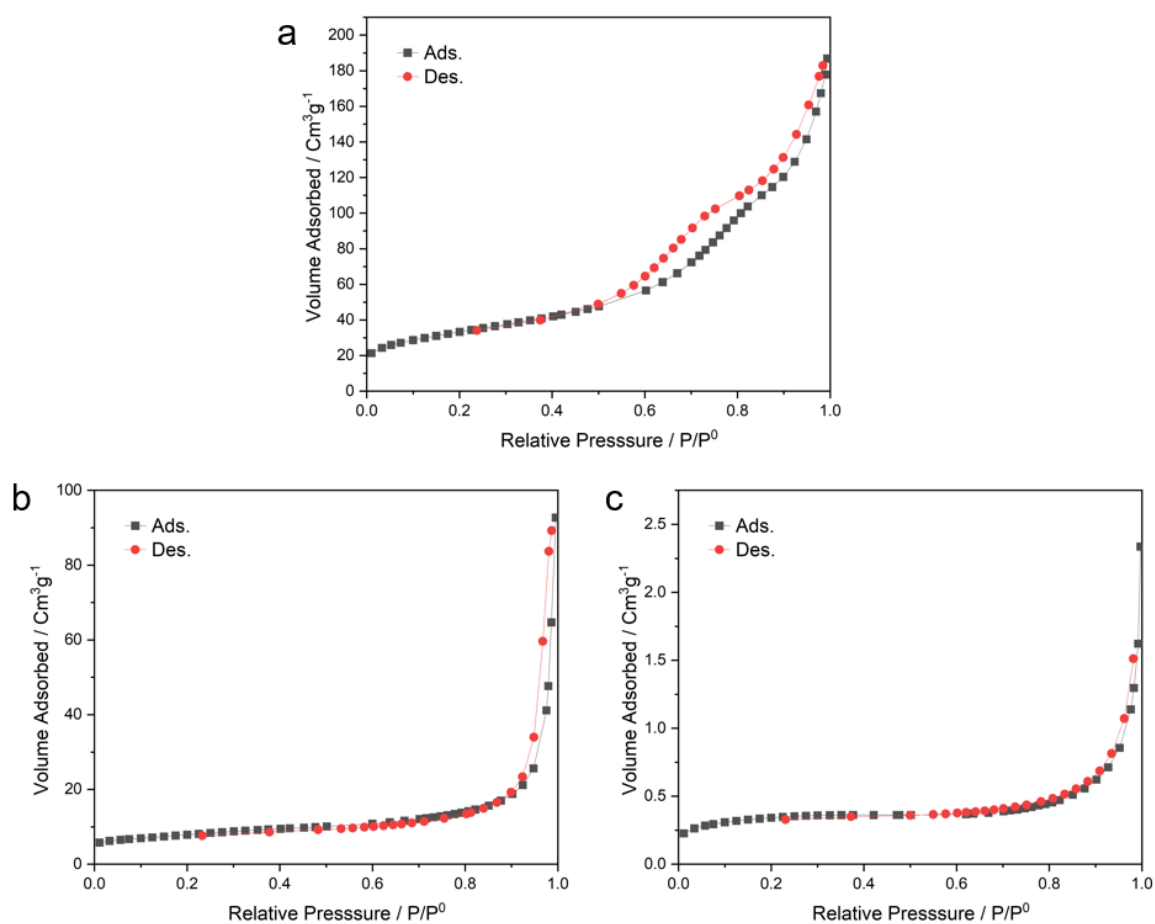 a
Ads.
Des.
Volume Adsorbed / Cm³g⁻¹
200
180
160
140
120
100
80
60
40
20
0
0.0 0.2 0.4 0.6 0.8 1.0
Relative Presssure / P/P⁰
b
Ads.
Des.
Volume Adsorbed / Cm³g⁻¹
100
80
60
40
20
0
0.0 0.2 0.4 0.6 0.8 1.0
Relative Presssure / P/P⁰
c
Ads.
Des.
Volume Adsorbed / Cm³g⁻¹
2.5
2.0
1.5
1.0
0.5
0.0
0.0 0.2 0.4 0.6 0.8 1.0
Relative Presssure / P/P⁰